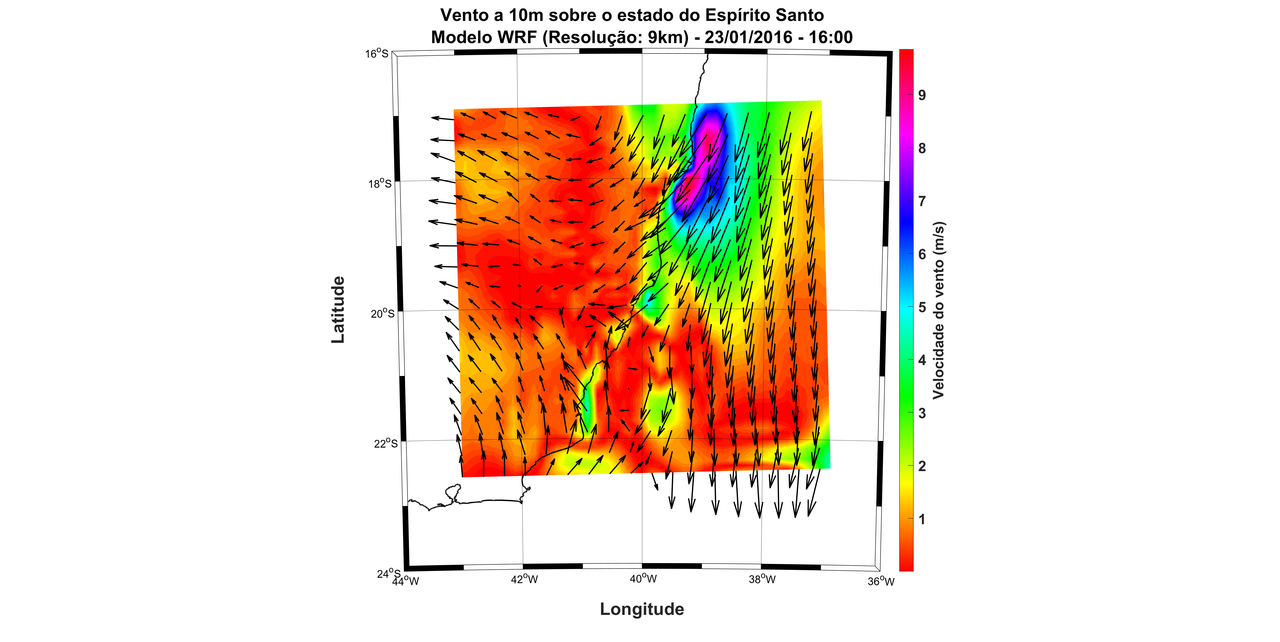 Vento a 10m sobre o estado do Espírito Santo
Modelo WRF (Resolução: 9km) - 23/01/2016 - 16:00
16°S
18°S
20°S
22°S
24°S
44°W
42°W
40°W
38°W
36°W
Latitude
Longitude
9
8
7
6
5
4
3
2
1
Velocidade do vento (m/s)